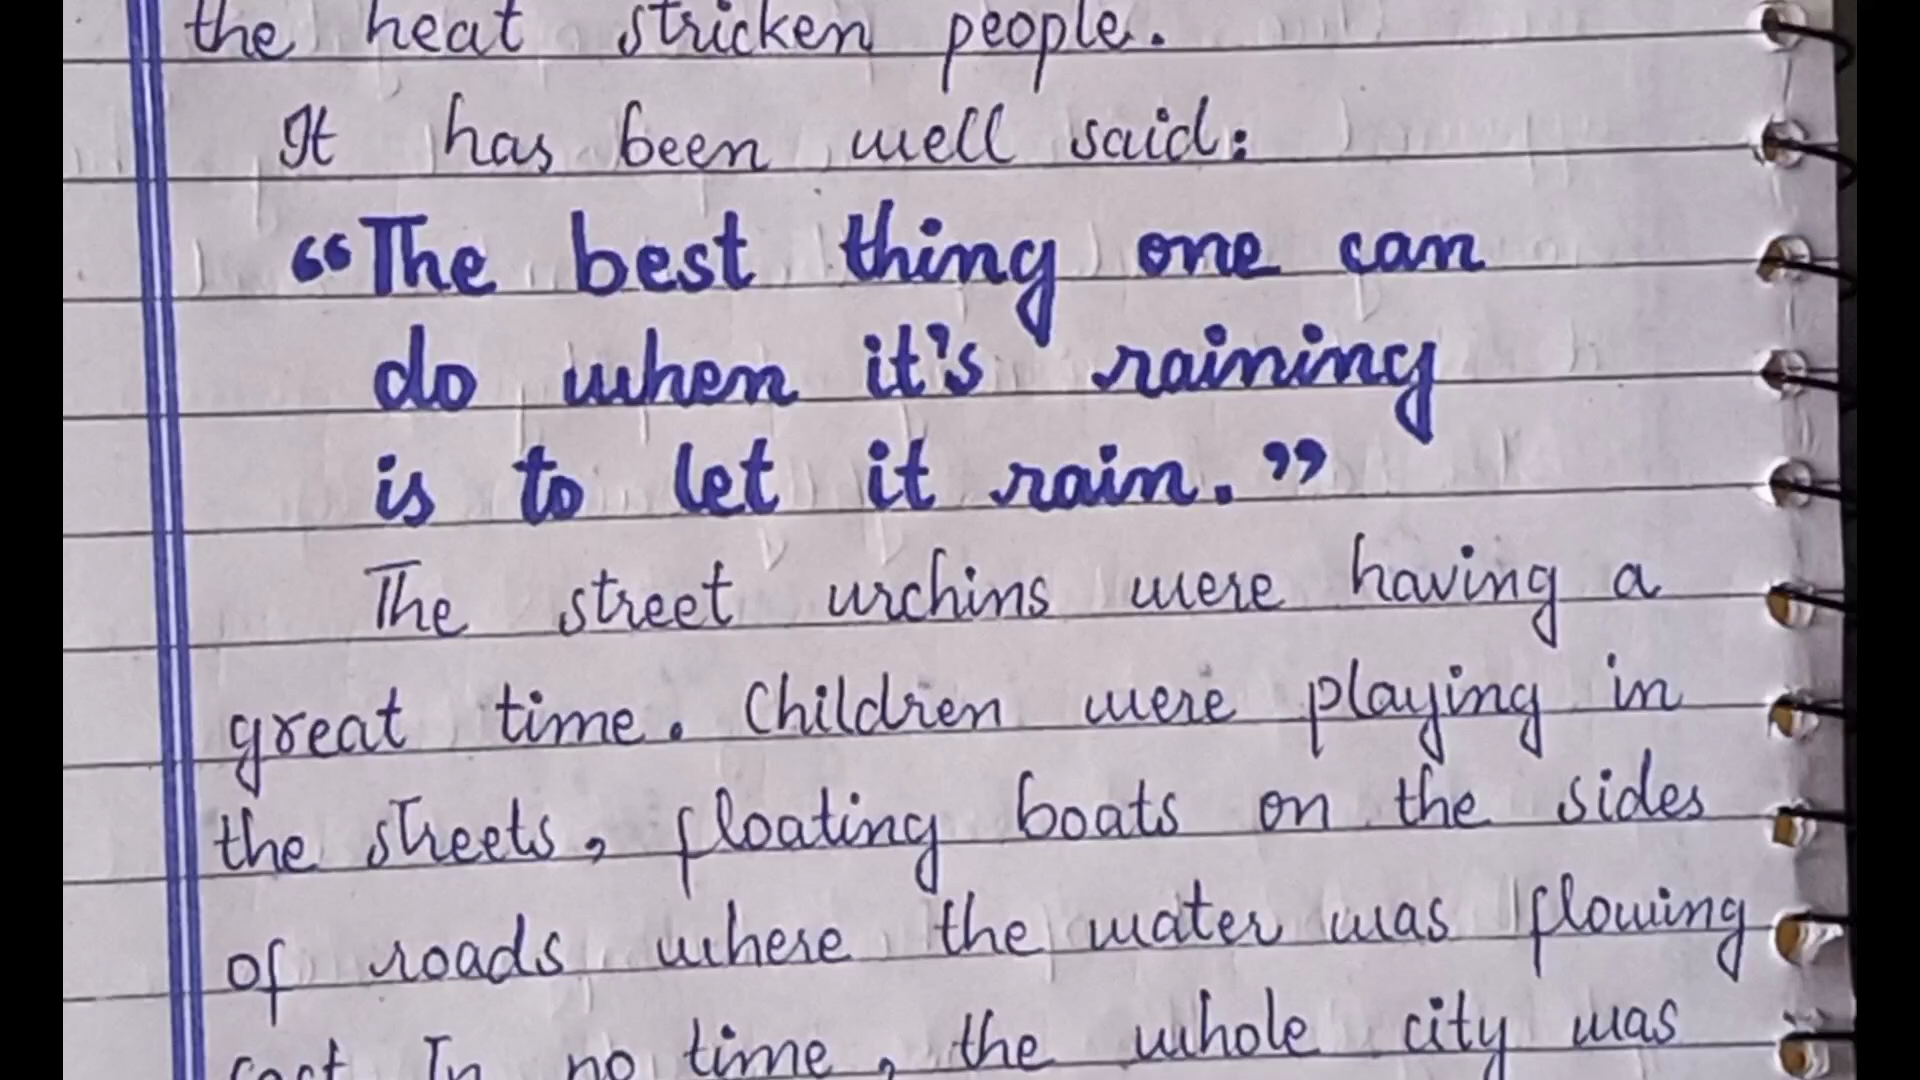 the heat stricken people.
It has been well said:
“The best thing one can
do when it's raining
is to let it rain.”
The street urchins were having a
great time. Children were playing in
the streets, floating boats on the sides
of roads where the water was flowing
In no time, the whole city was